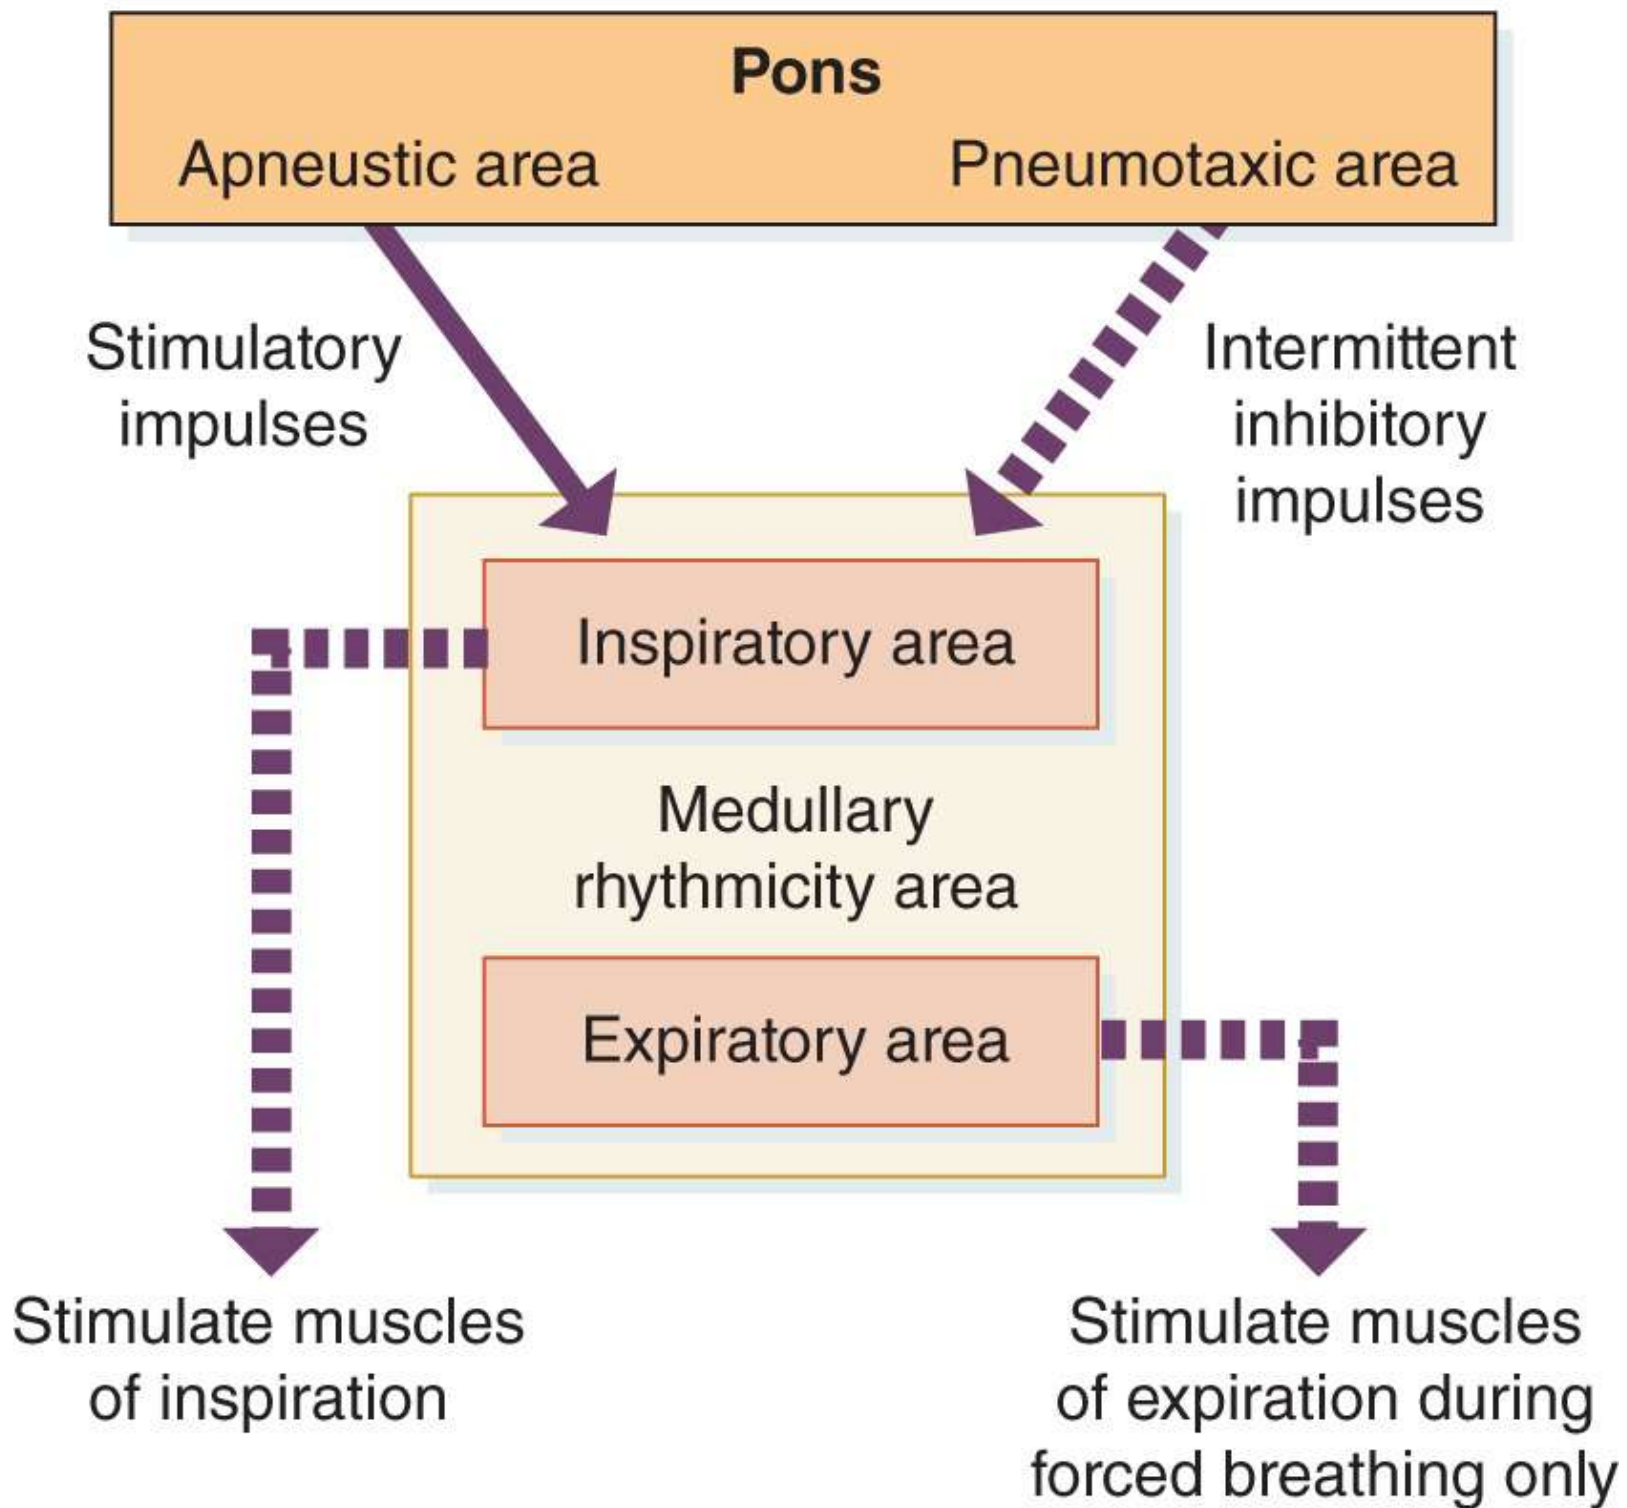 Pons
Apneustic area
Pneumotaxic area
Stimulatory
impulses
Intermittent
inhibitory
impulses
Inspiratory area
Medullary
rhythmicity area
Expiratory area
Stimulate muscles
of inspiration
Stimulate muscles
of expiration during
forced breathing only